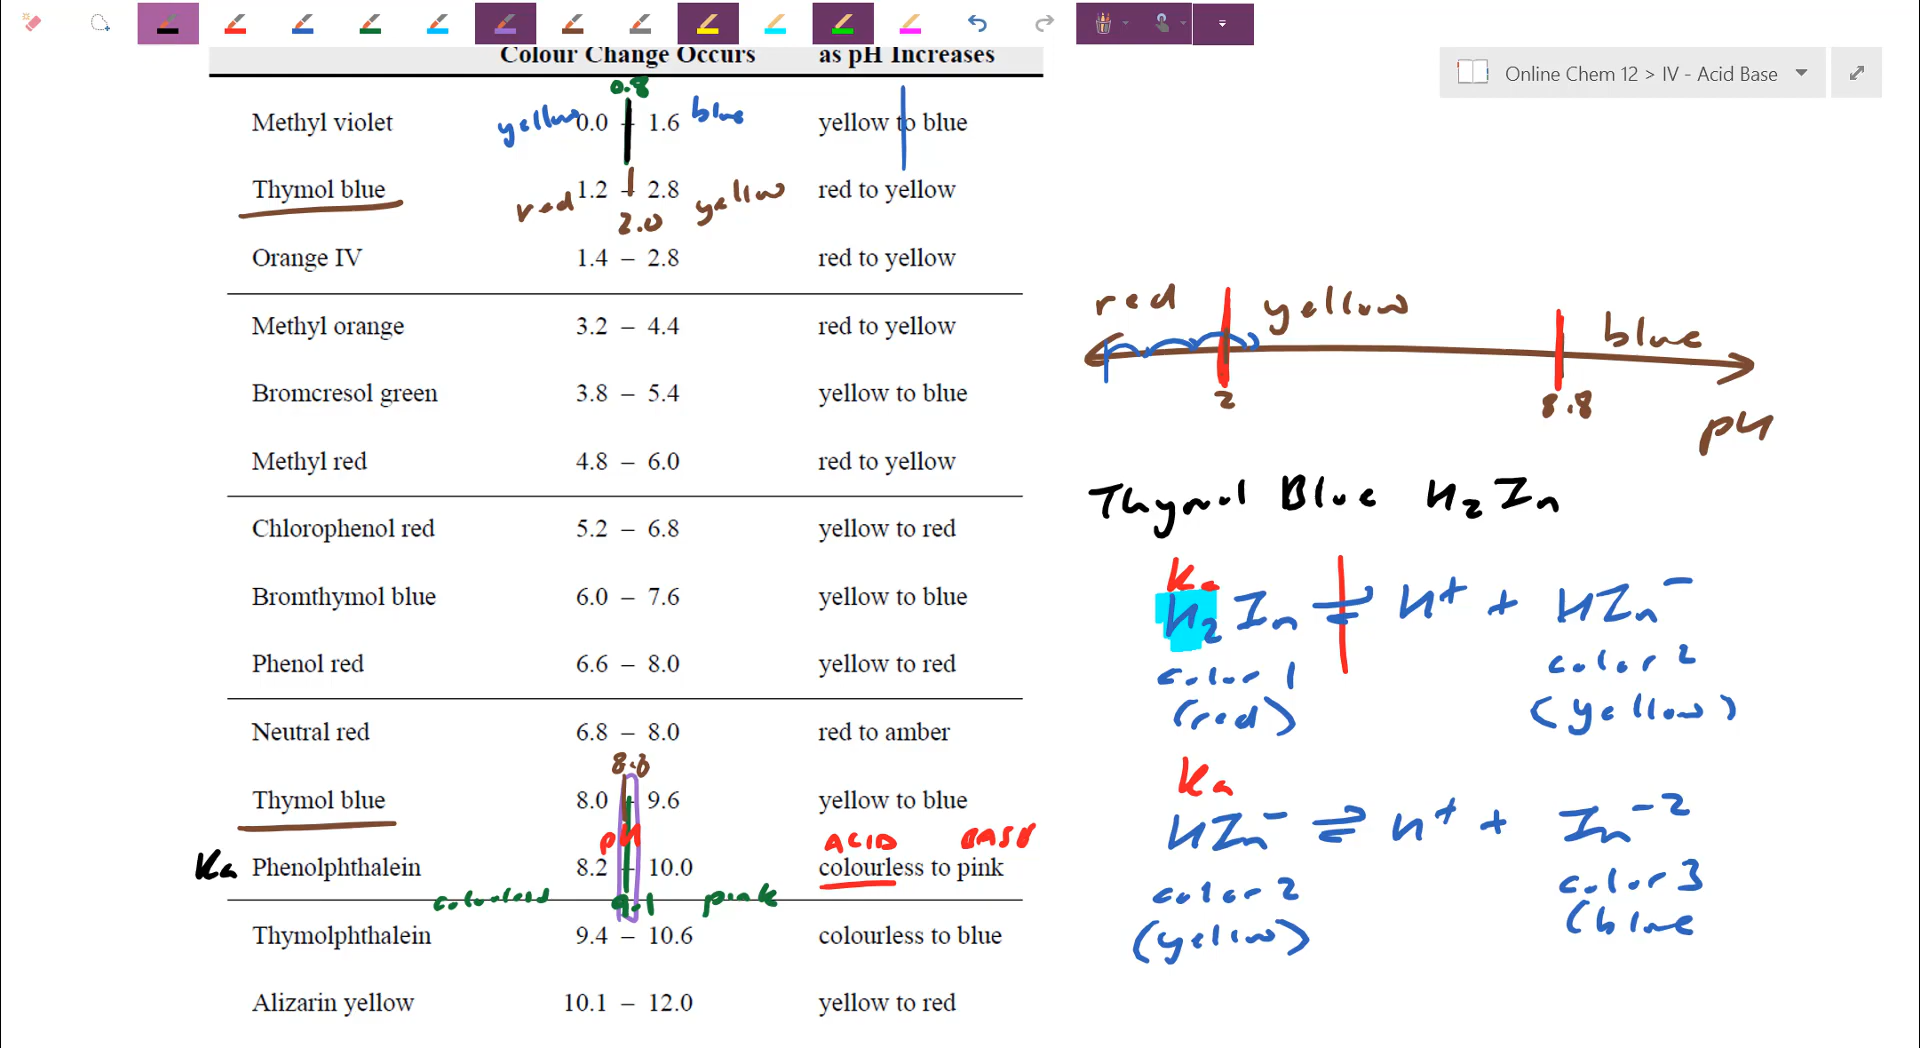 Online Chem 12 > IV - Acid Base
Colour Change Occurs as pH Increases
0.8
Methyl violet yellow 0.0 – 1.6 blue yellow to blue
Thymol blue red 1.2 – 2.8 yellow red to yellow
2.0
Orange IV 1.4 – 2.8 red to yellow
Methyl orange 3.2 – 4.4 red to yellow
Bromcresol green 3.8 – 5.4 yellow to blue
Methyl red 4.8 – 6.0 red to yellow
Chlorophenol red 5.2 – 6.8 yellow to red
Bromthymol blue 6.0 – 7.6 yellow to blue
Phenol red 6.6 – 8.0 yellow to red
Neutral red 6.8 – 8.0 red to amber
Thymol blue 8.0 – 9.6 yellow to blue
pH ACID BASE
Ka Phenolphthalein 8.2 – 10.0 colourless to pink
9.1 pink
Thymolphthalein 9.4 – 10.6 colourless to blue
Alizarin yellow 10.1 – 12.0 yellow to red
red yellow blue
2 8.8
pH
Thymol Blue H2In
Ka
H2In ⇌ H+ + HIn−
color 1 color 2
(red) (yellow)
Ka
HIn− ⇌ H+ + In−2
color 2 color 3
(yellow) (blue